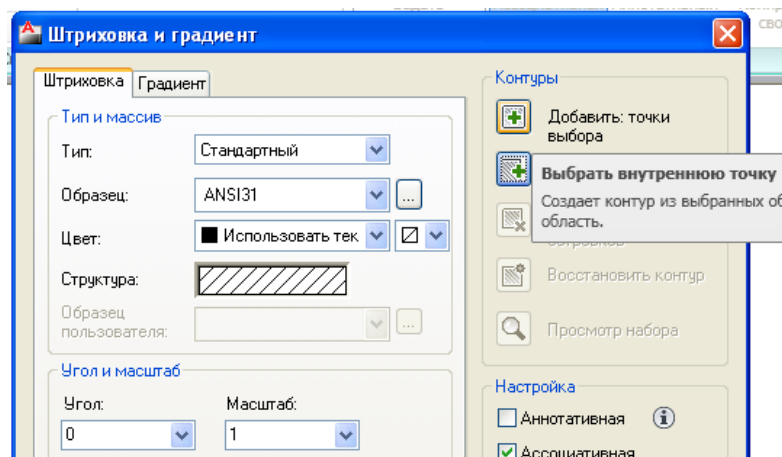 Штриховка и градиент
Штриховка
Градиент
Тип и массив
Тип:
Стандартный
Образец:
ANSI31
...
Цвет:
Использовать тек
Структура:
Образец
пользователя:
...
Угол и масштаб
Угол:
Масштаб:
0
1
Контуры
Добавить: точки
выбора
Выбрать внутреннюю точку
Создает контур из выбранных об
область.
островков
Восстановить контур
Просмотр набора
Настройка
Аннотативная
Ассоциативная
сво